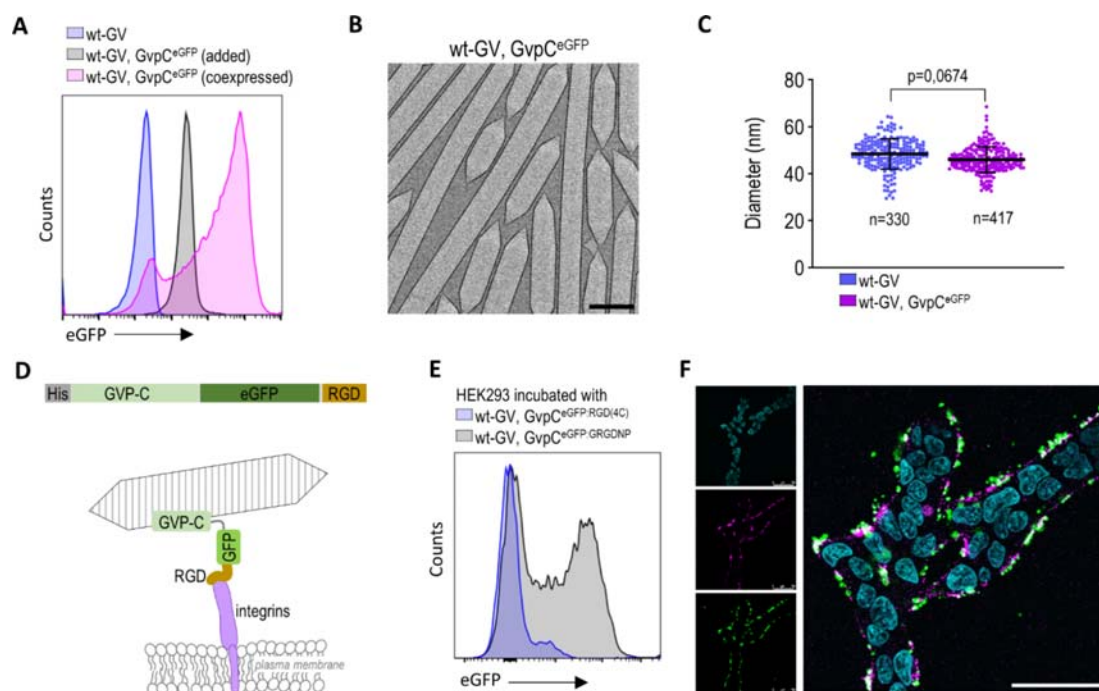 A
wt-GV
wt-GV, GvpC^eGFP (added)
wt-GV, GvpC^eGFP (coexpressed)
Counts
eGFP
B
wt-GV, GvpC^eGFP
C
p=0,0674
Diameter (nm)
80
60
40
20
0
n=330
n=417
wt-GV
wt-GV, GvpC^eGFP
D
His GVP-C eGFP RGD
GVP-C
GFP
RGD
integrins
plasma membrane
E
HEK293 incubated with
wt-GV, GvpC^eGFP:RGD(4C)
wt-GV, GvpC^eGFP:GRGDNP
Counts
eGFP
F